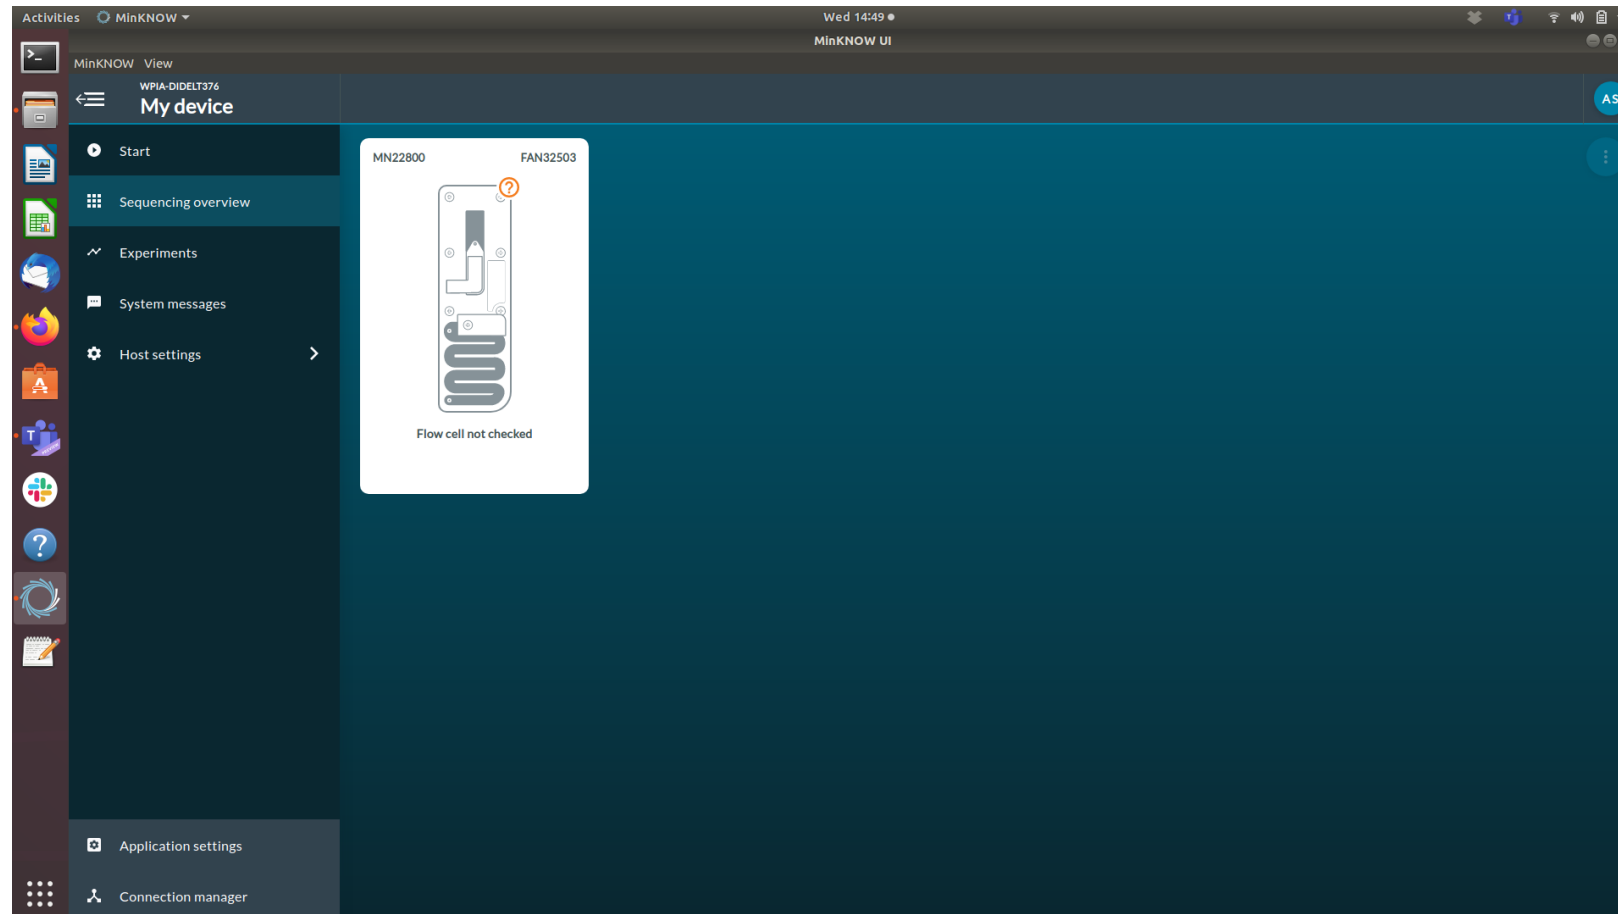 Activities MinKNOW
Wed 14:49
MinKNOW UI
MinKNOW View
WPIA-DIDELT376
My device
AS
Start
Sequencing overview
Experiments
System messages
Host settings
MN22800 FAN32503
?
Flow cell not checked
Application settings
Connection manager
>_
A
T
?